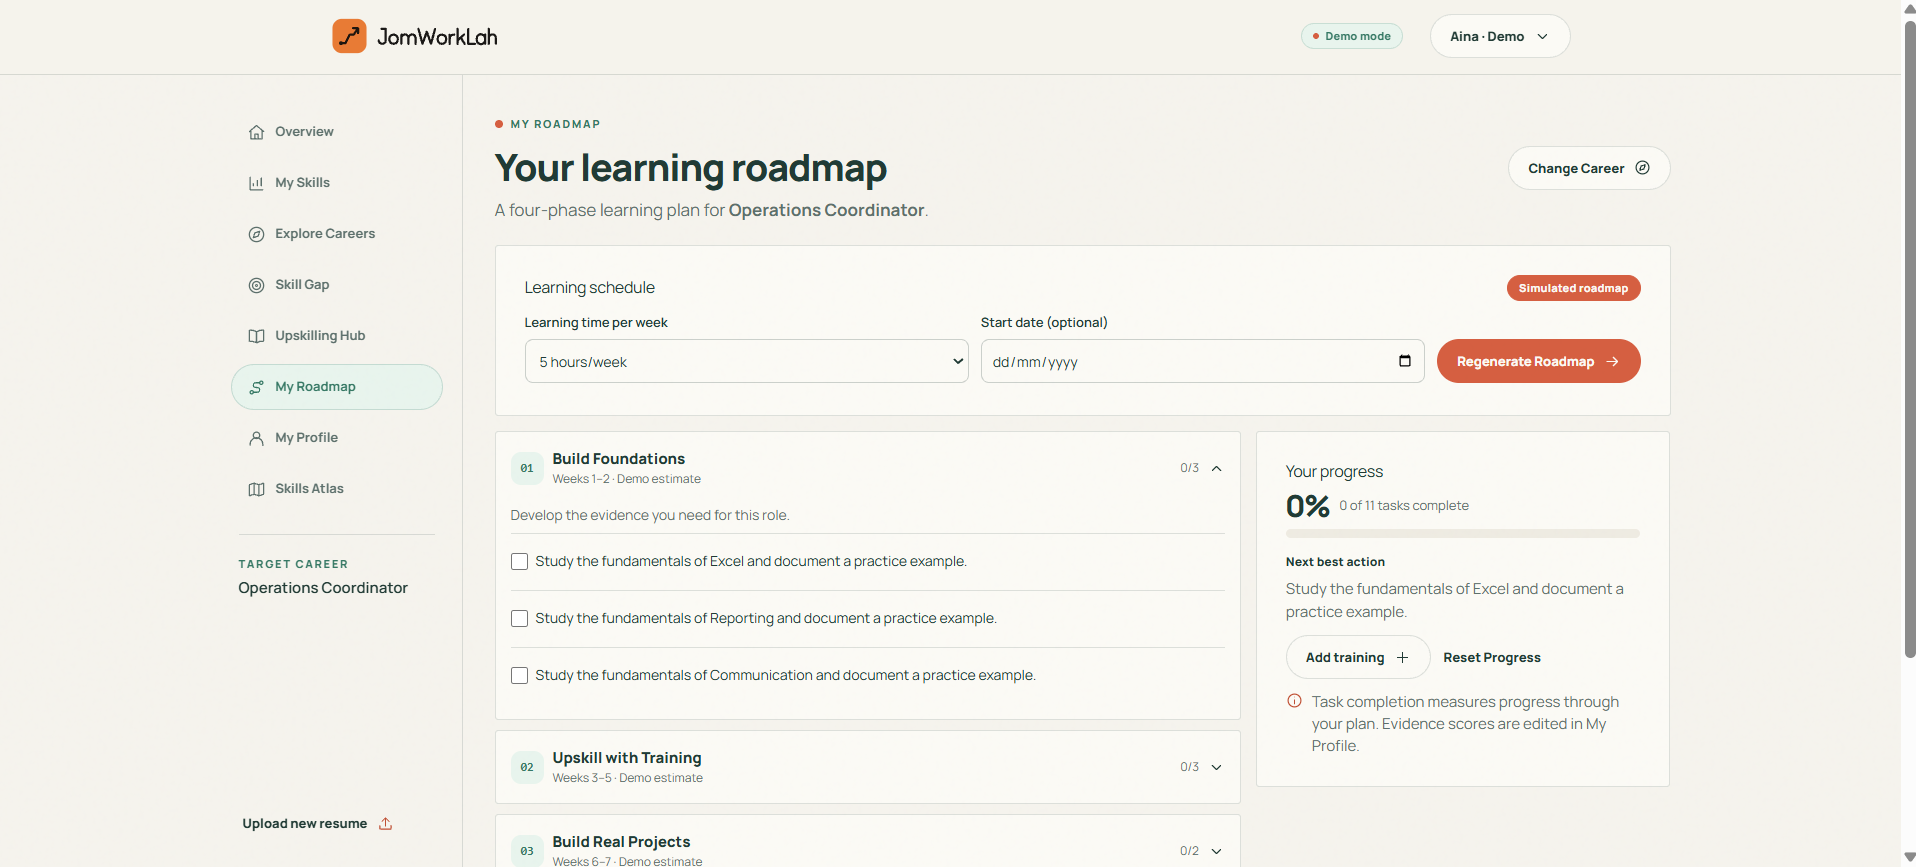 JomWorkLah
Demo mode
Aina · Demo
Overview
My Skills
Explore Careers
Skill Gap
Upskilling Hub
My Roadmap
My Profile
Skills Atlas
TARGET CAREER
Operations Coordinator
Upload new resume
MY ROADMAP
Your learning roadmap
A four-phase learning plan for Operations Coordinator.
Change Career
Learning schedule
Simulated roadmap
Learning time per week
5 hours/week
Start date (optional)
dd/mm/yyyy
Regenerate Roadmap
01
Build Foundations
Weeks 1–2 · Demo estimate
0/3
Develop the evidence you need for this role.
Study the fundamentals of Excel and document a practice example.
Study the fundamentals of Reporting and document a practice example.
Study the fundamentals of Communication and document a practice example.
02
Upskill with Training
Weeks 3–5 · Demo estimate
0/3
03
Build Real Projects
Weeks 6–7 · Demo estimate
0/2
Your progress
0% 0 of 11 tasks complete
Next best action
Study the fundamentals of Excel and document a
practice example.
Add training
Reset Progress
Task completion measures progress through
your plan. Evidence scores are edited in My
Profile.